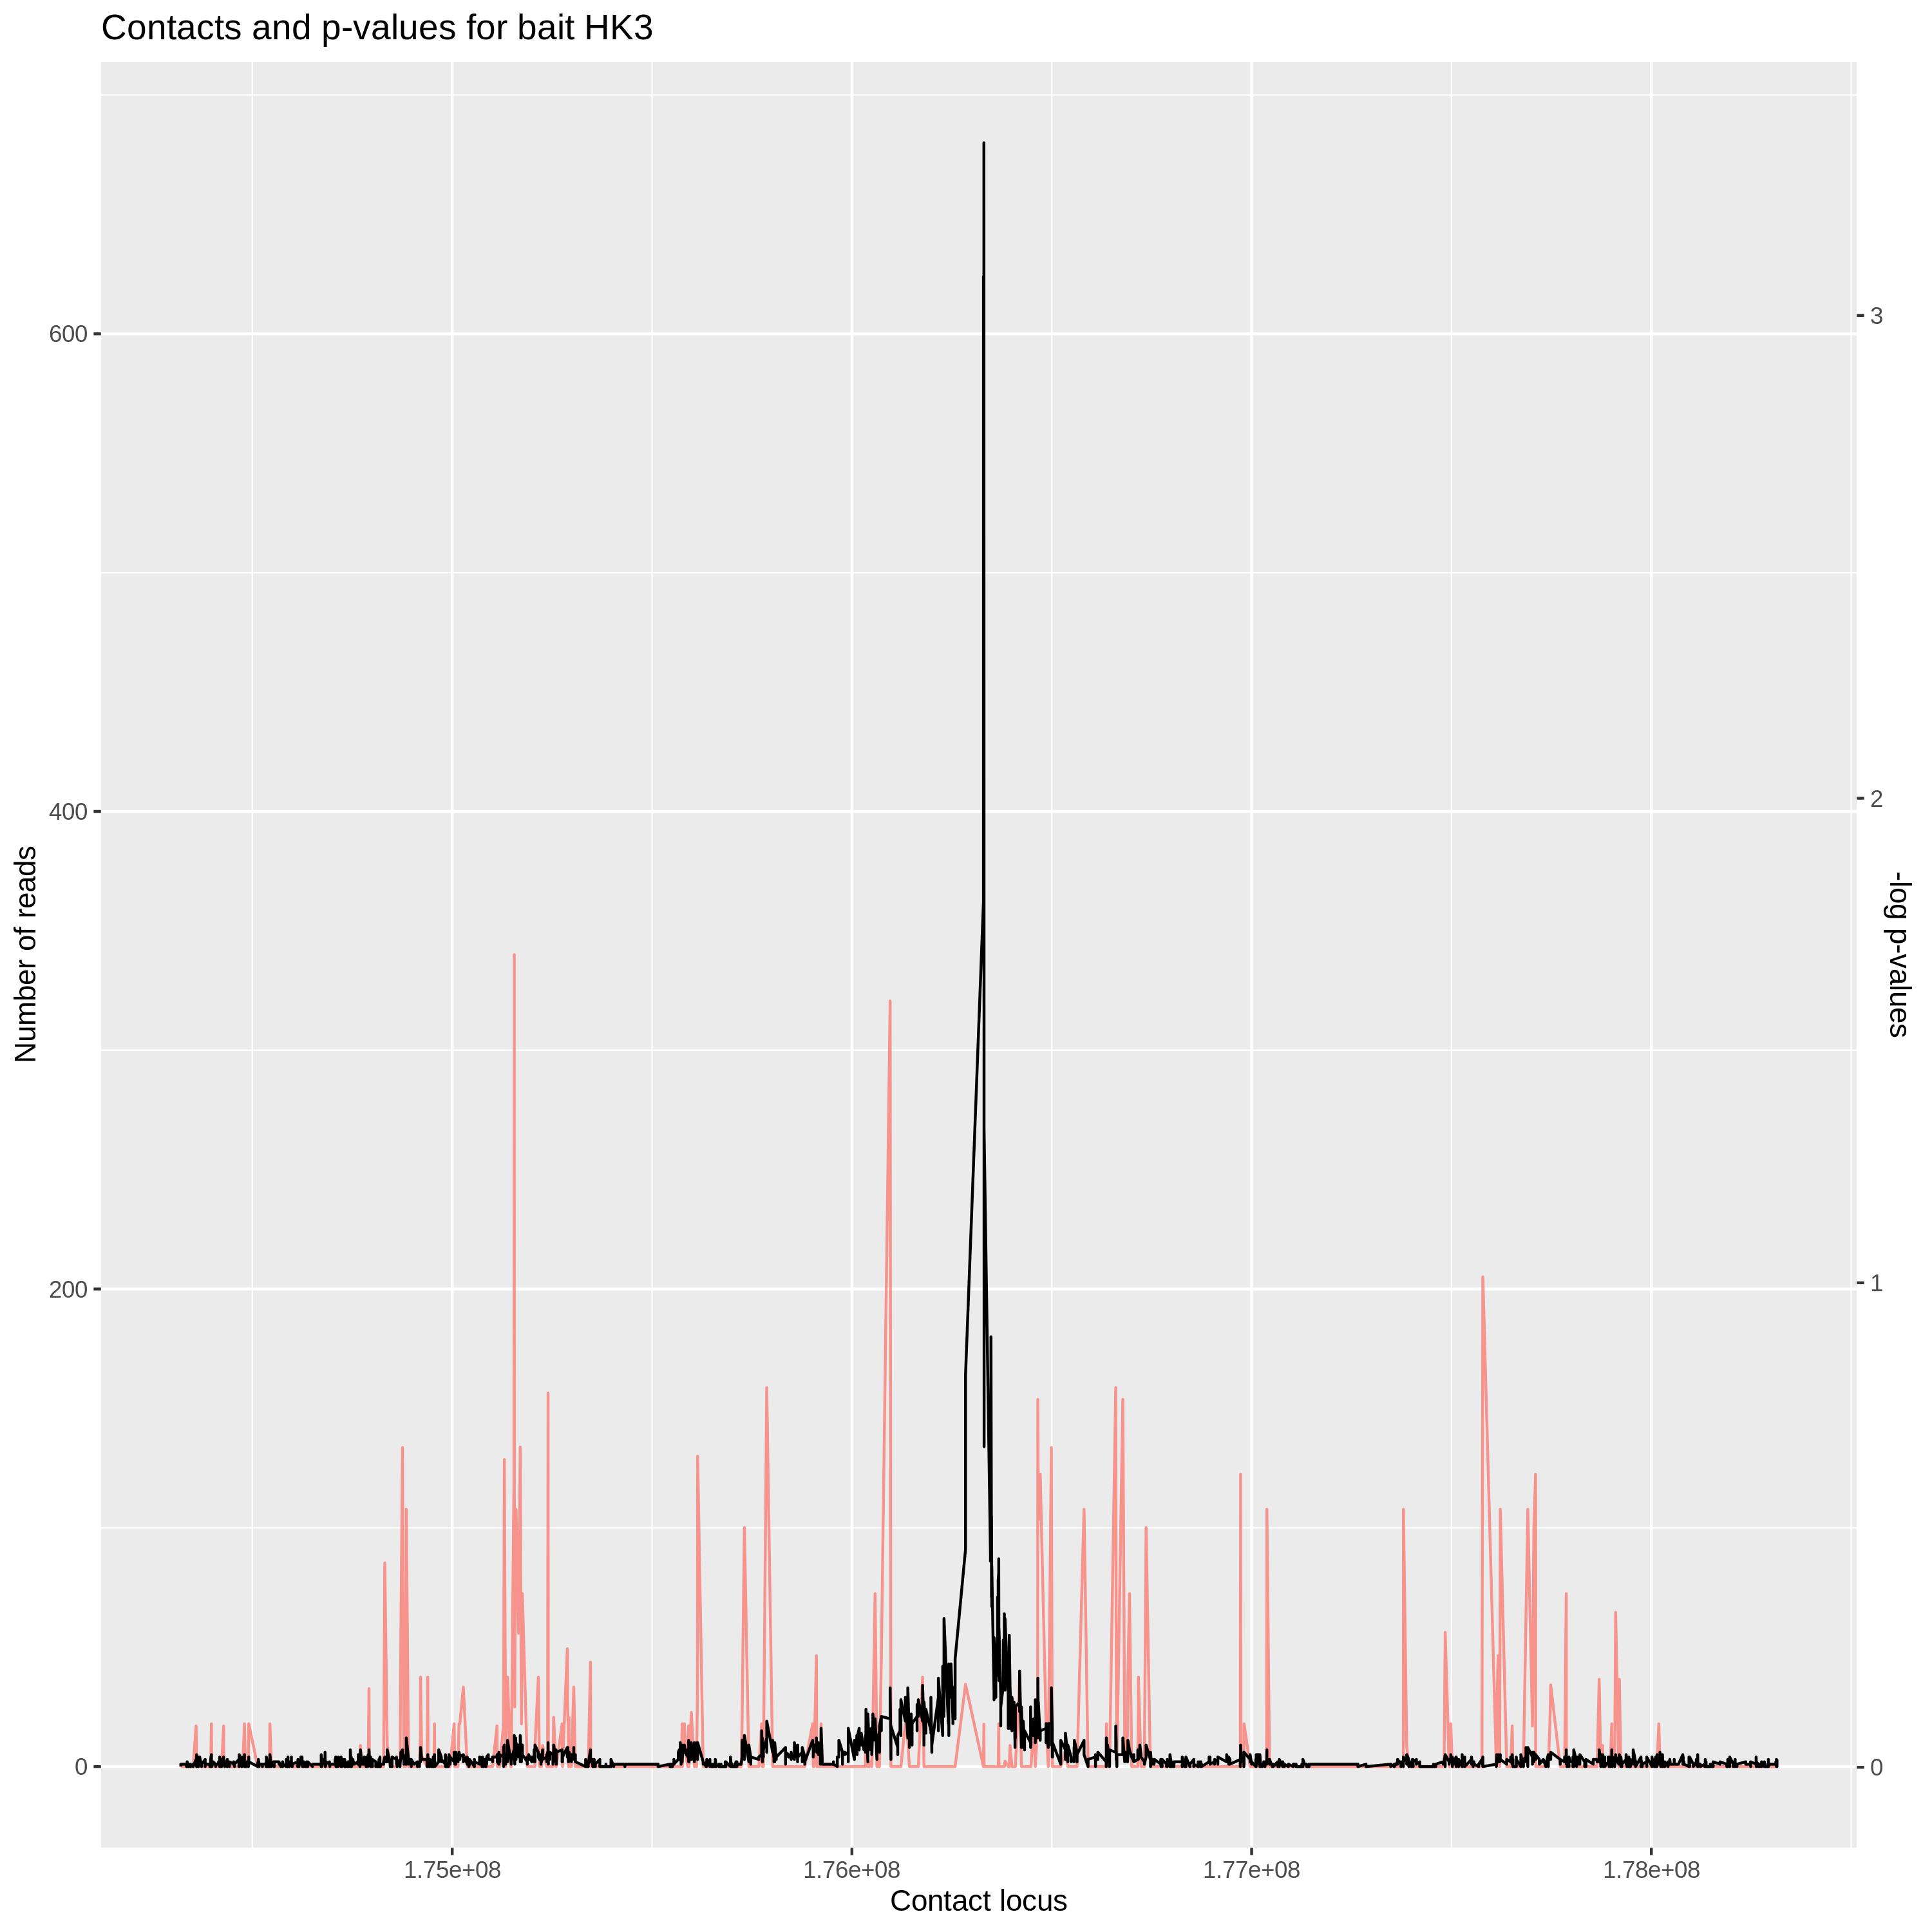 Contacts and p-values for bait HK3
600
400
200
0
Number of reads
3
2
1
0
-log p-values
1.75e+08
1.76e+08
1.77e+08
1.78e+08
Contact locus